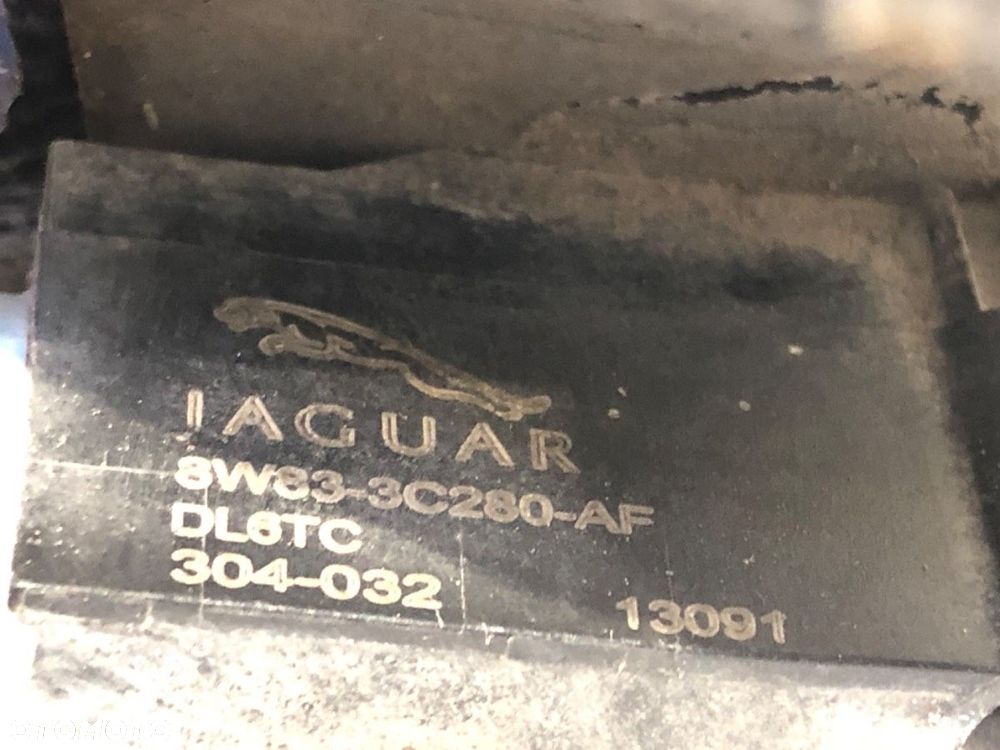 JAGUAR
8W83-3C280-AF
DL6TC
304-032
13091